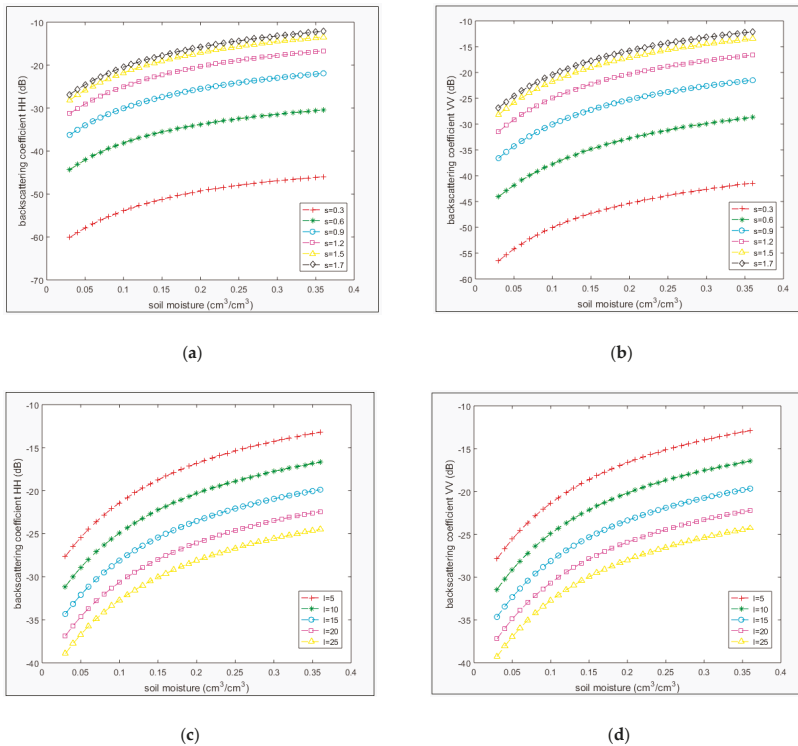 -10
-20
-30
-40
-50
-60
-70
backscattering coefficient HH (dB)
0 0.05 0.1 0.15 0.2 0.25 0.3 0.35 0.4
soil moisture (cm³/cm³)
s=0.3
s=0.6
s=0.9
s=1.2
s=1.5
s=1.7
(a)
-5
-10
-15
-20
-25
-30
-35
-40
-45
-50
-55
-60
backscattering coefficient VV (dB)
0 0.05 0.1 0.15 0.2 0.25 0.3 0.35 0.4
soil moisture (cm³/cm³)
s=0.3
s=0.6
s=0.9
s=1.2
s=1.5
s=1.7
(b)
-10
-15
-20
-25
-30
-35
-40
backscattering coefficient HH (dB)
0 0.05 0.1 0.15 0.2 0.25 0.3 0.35 0.4
soil moisture (cm³/cm³)
l=5
l=10
l=15
l=20
l=25
(c)
-10
-15
-20
-25
-30
-35
-40
backscattering coefficient VV (dB)
0 0.05 0.1 0.15 0.2 0.25 0.3 0.35 0.4
soil moisture (cm³/cm³)
l=5
l=10
l=15
l=20
l=25
(d)